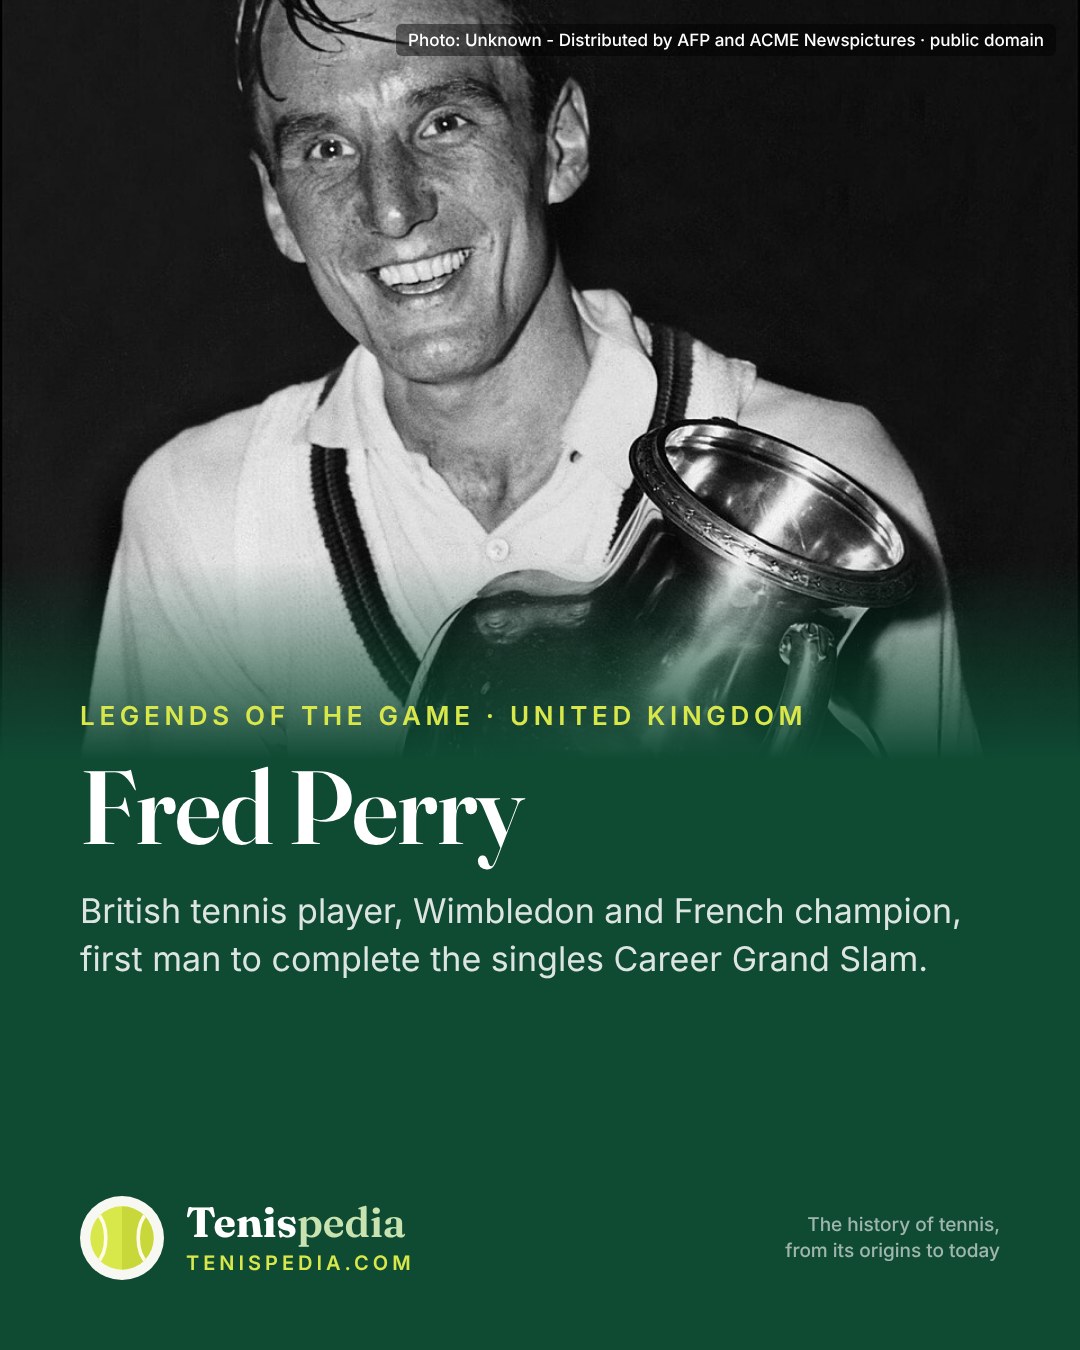 Photo: Unknown - Distributed by AFP and ACME Newspictures · public domain
LEGENDS OF THE GAME · UNITED KINGDOM
Fred Perry
British tennis player, Wimbledon and French champion,
first man to complete the singles Career Grand Slam.
Tenispedia
TENISPEDIA.COM
The history of tennis,
from its origins to today